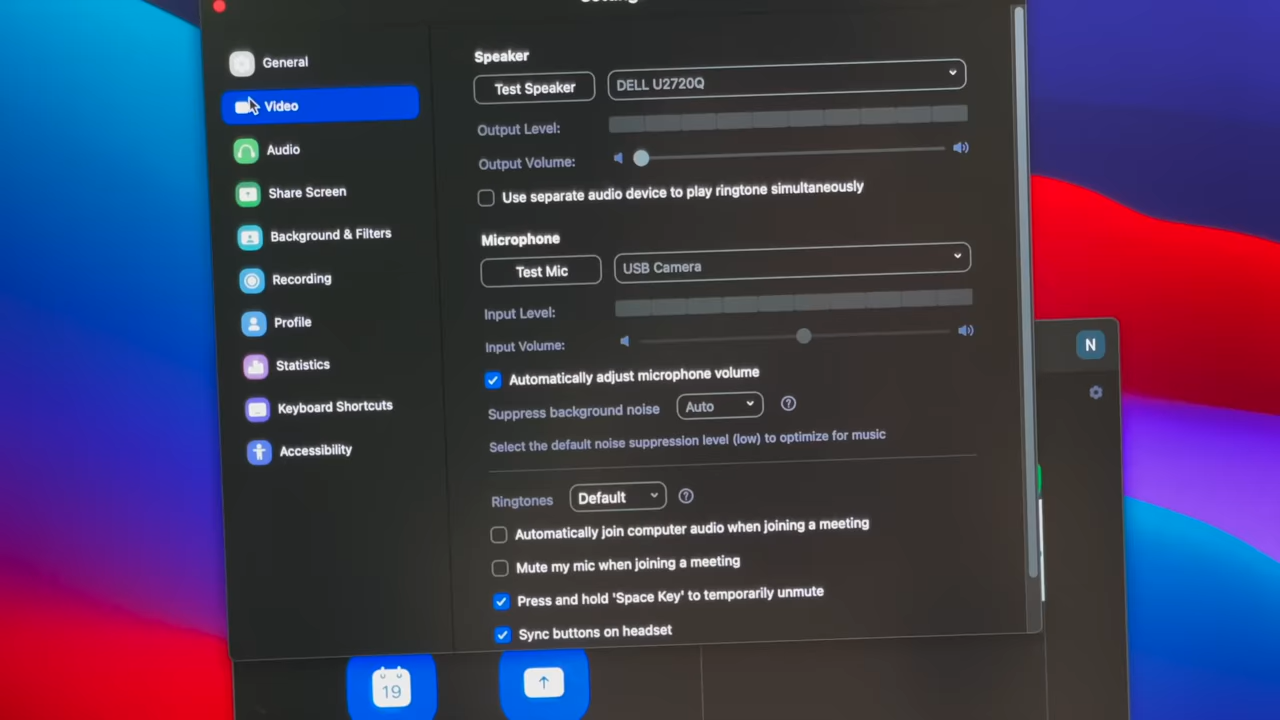 General
Video
Audio
Share Screen
Background & Filters
Recording
Profile
Statistics
Keyboard Shortcuts
Accessibility
Speaker
Test Speaker
DELL U2720Q
Output Level:
Output Volume:
Use separate audio device to play ringtone simultaneously
Microphone
Test Mic
USB Camera
Input Level:
Input Volume:
Automatically adjust microphone volume
Suppress background noise
Auto
Select the default noise suppression level (low) to optimize for music
Ringtones
Default
Automatically join computer audio when joining a meeting
Mute my mic when joining a meeting
Press and hold 'Space Key' to temporarily unmute
Sync buttons on headset
N
19